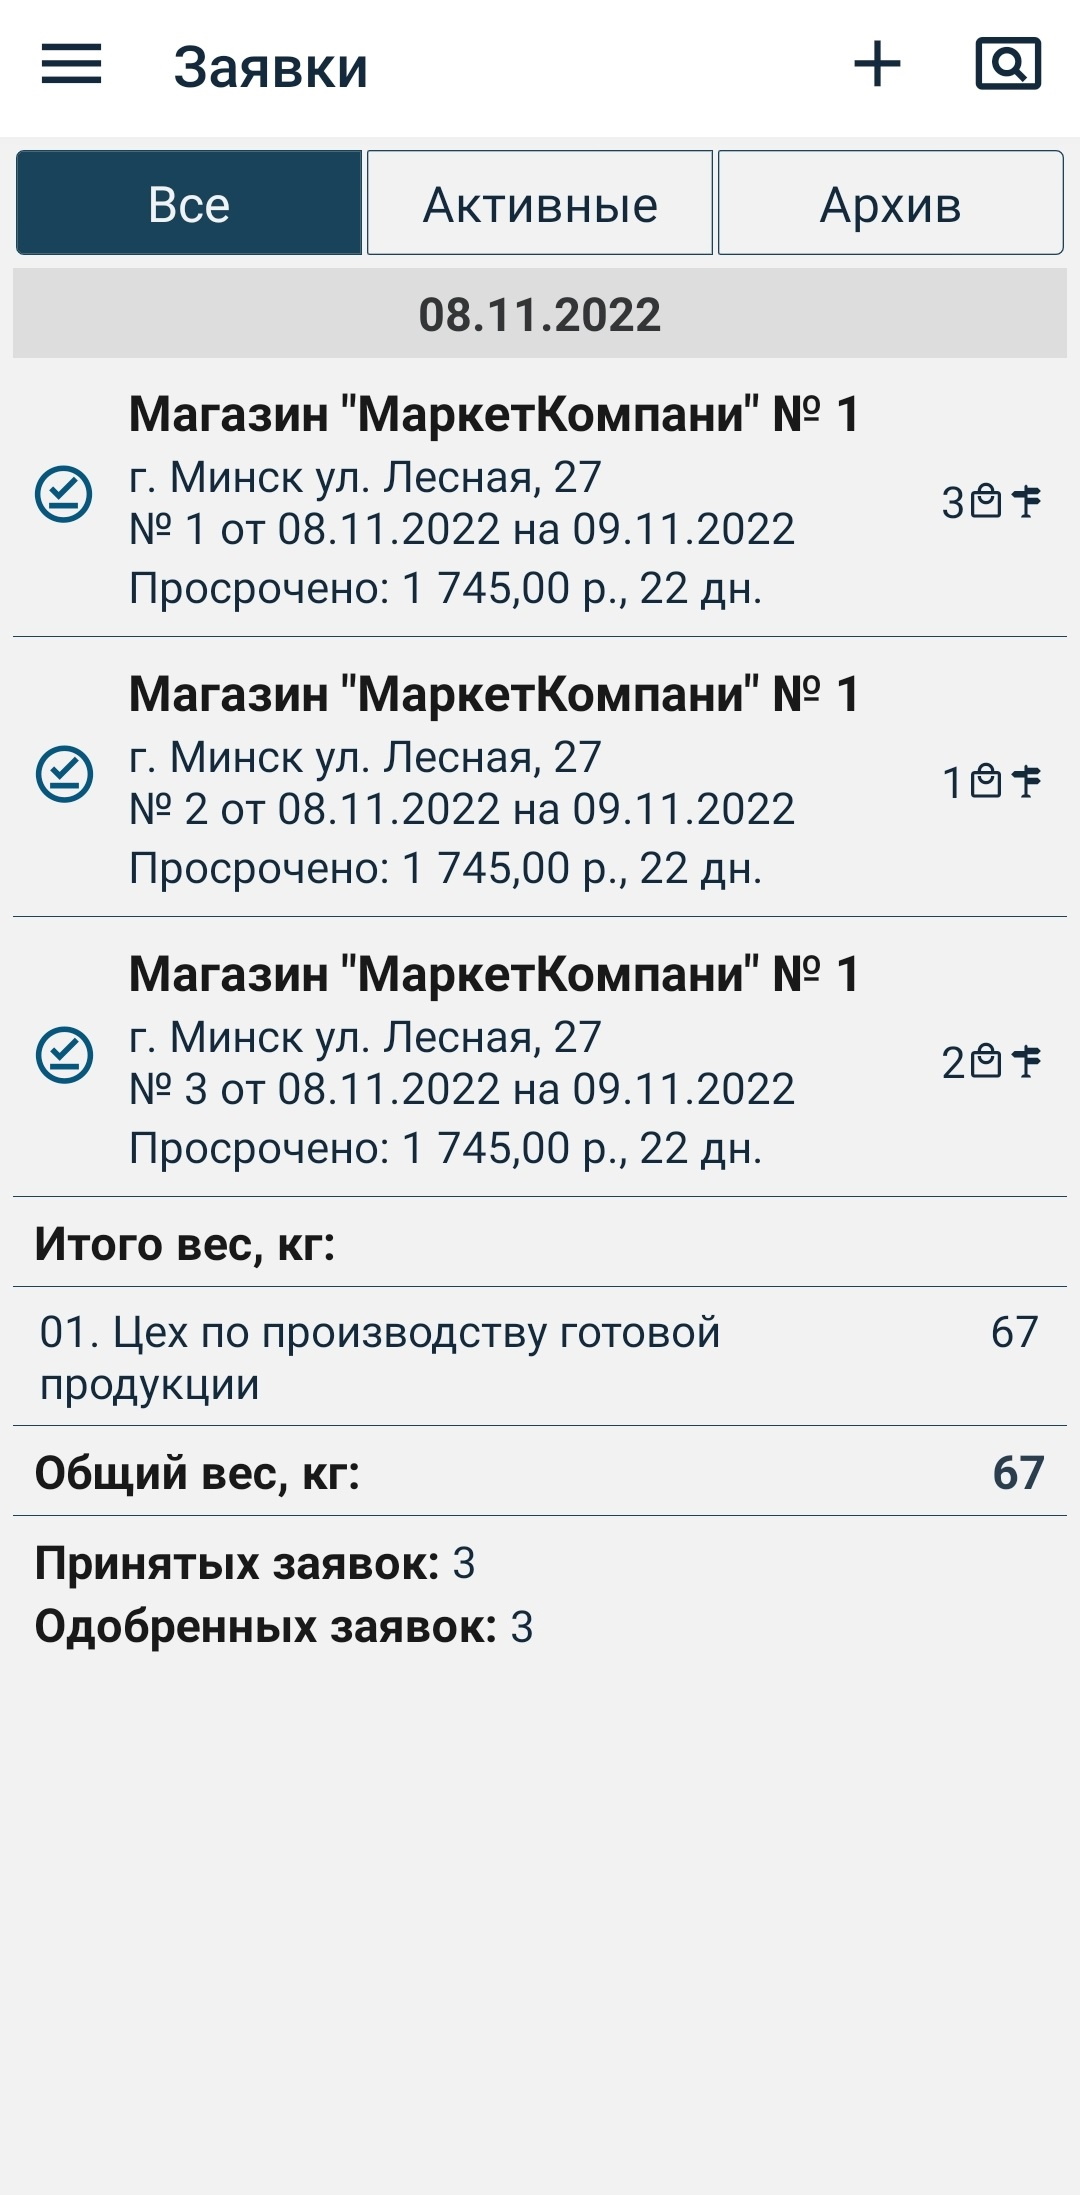 Заявки
Все
Активные
Архив
08.11.2022
Магазин "МаркетКомпани" № 1
г. Минск ул. Лесная, 27
№ 1 от 08.11.2022 на 09.11.2022
3
Просрочено: 1 745,00 р., 22 дн.
Магазин "МаркетКомпани" № 1
г. Минск ул. Лесная, 27
№ 2 от 08.11.2022 на 09.11.2022
1
Просрочено: 1 745,00 р., 22 дн.
Магазин "МаркетКомпани" № 1
г. Минск ул. Лесная, 27
№ 3 от 08.11.2022 на 09.11.2022
2
Просрочено: 1 745,00 р., 22 дн.
Итого вес, кг:
01. Цех по производству готовой 67
продукции
Общий вес, кг: 67
Принятых заявок: 3
Одобренных заявок: 3